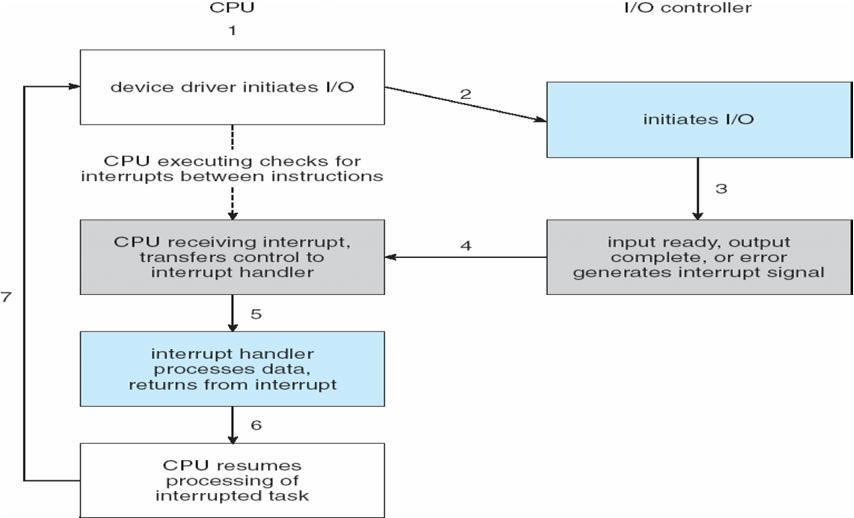 CPU
I/O controller
1
device driver initiates I/O
2
initiates I/O
CPU executing checks for
interrupts between instructions
3
CPU receiving interrupt,
transfers control to
interrupt handler
4
input ready, output
complete, or error
generates interrupt signal
7
5
interrupt handler
processes data,
returns from interrupt
6
CPU resumes
processing of
interrupted task